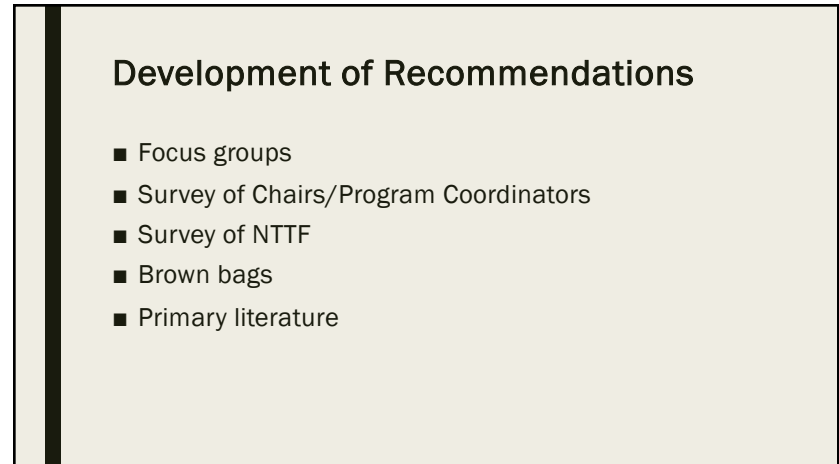 Development of Recommendations
■ Focus groups
■ Survey of Chairs/Program Coordinators
■ Survey of NTTF
■ Brown bags
■ Primary literature